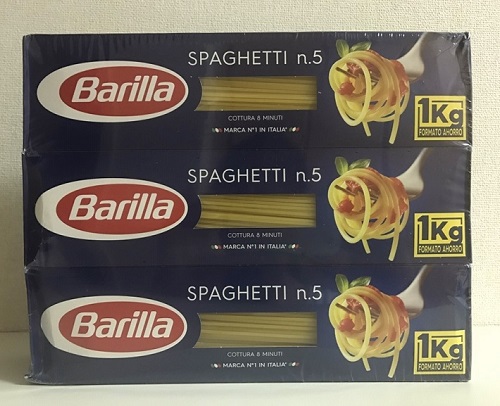 SPAGHETTI n.5
Barilla
COTTURA 8 MINUTI
MARCA N°1 IN ITALIA*
1Kg
FORMATO AHORRO
SPAGHETTI n.5
Barilla
COTTURA 8 MINUTI
MARCA N°1 IN ITALIA*
1Kg
FORMATO AHORRO
SPAGHETTI n.5
Barilla
COTTURA 8 MINUTI
MARCA N°1 IN ITALIA*
1Kg
FORMATO AHORRO